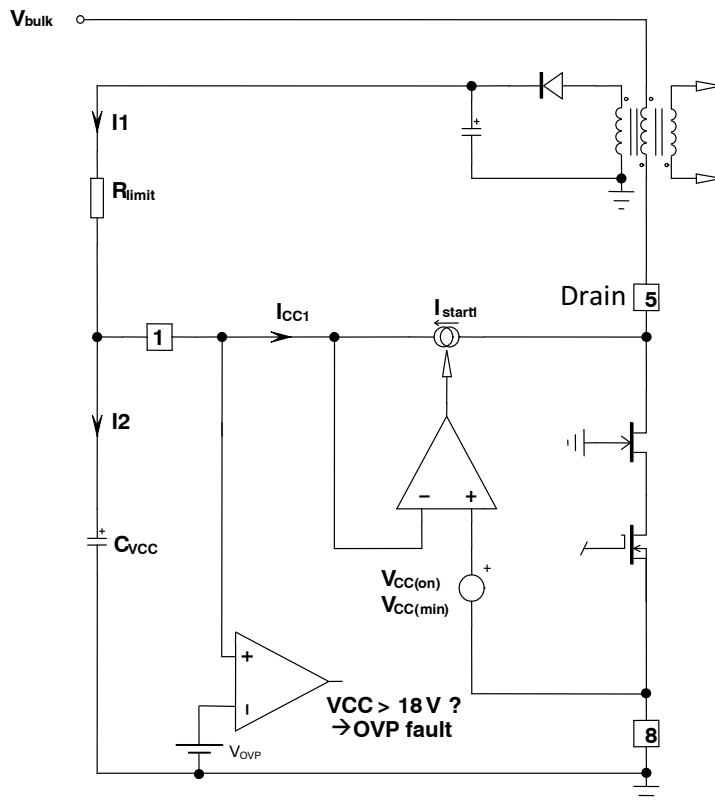 Vbulk
+
I1
Rlimit
Drain
5
ICC1
Istart1
1
I2
+
CVCC
− +
VCC(on)
VCC(min)
+
+
−
VCC > 18 V ?
→OVP fault
VOVP
8